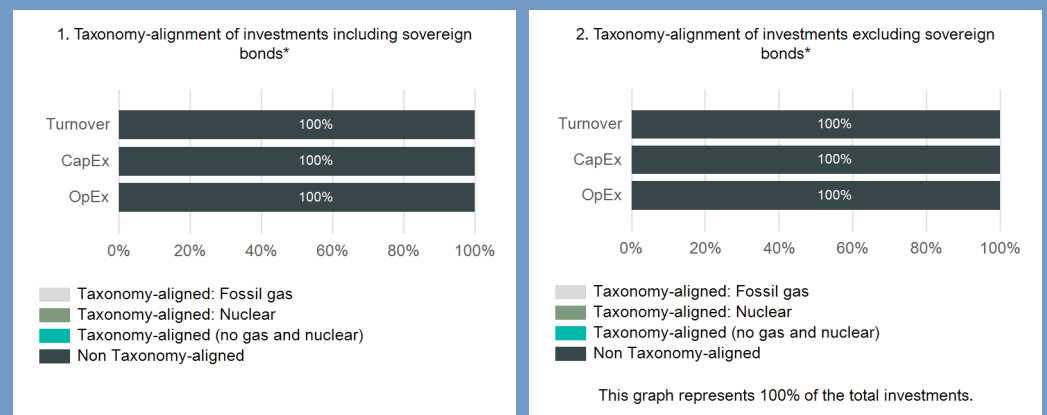 1. Taxonomy-alignment of investments including sovereign
bonds*
Turnover
100%
CapEx
100%
OpEx
100%
0% 20% 40% 60% 80% 100%
Taxonomy-aligned: Fossil gas
Taxonomy-aligned: Nuclear
Taxonomy-aligned (no gas and nuclear)
Non Taxonomy-aligned
2. Taxonomy-alignment of investments excluding sovereign
bonds*
Turnover
100%
CapEx
100%
OpEx
100%
0% 20% 40% 60% 80% 100%
Taxonomy-aligned: Fossil gas
Taxonomy-aligned: Nuclear
Taxonomy-aligned (no gas and nuclear)
Non Taxonomy-aligned
This graph represents 100% of the total investments.